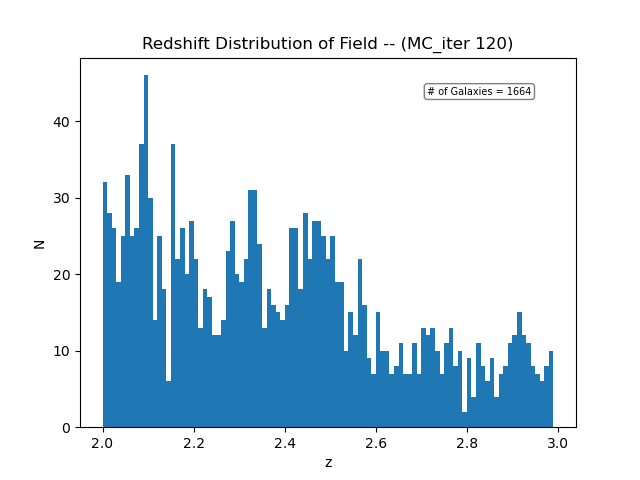 Redshift Distribution of Field -- (MC_iter 120)
# of Galaxies = 1664
N
40
30
20
10
0
2.0 2.2 2.4 2.6 2.8 3.0
z